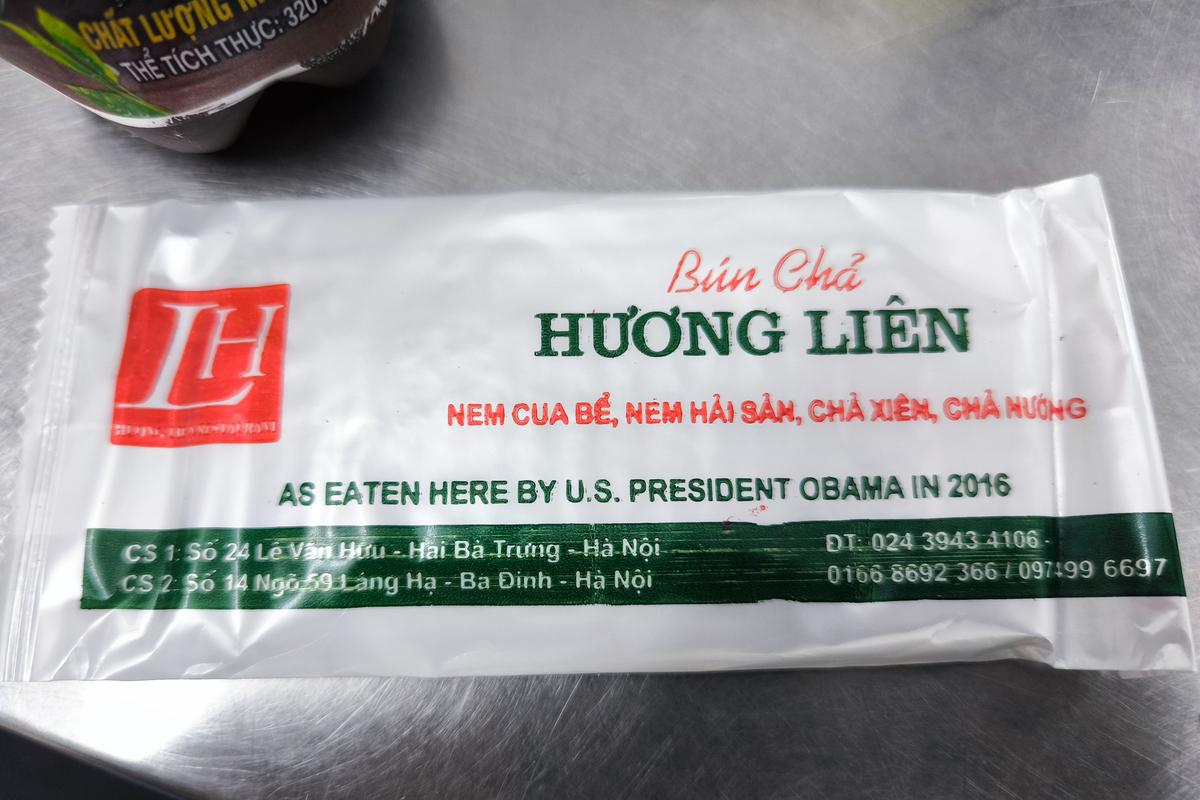 CHẤT LƯỢNG
THỂ TÍCH THỰC: 320
LH
Bún Chả
HƯƠNG LIÊN
NEM CUA BỂ, NEM HẢI SẢN, CHẢ XIÊN, CHẢ NƯỚNG
AS EATEN HERE BY U.S. PRESIDENT OBAMA IN 2016
CS 1: Số 24 Lê Văn Hưu - Hai Bà Trưng - Hà Nội
ĐT: 024 3943 4106 -
CS 2: Số 14 Ngõ 59 Láng Hạ - Ba Đình - Hà Nội
0166 8692 366 / 097499 6697